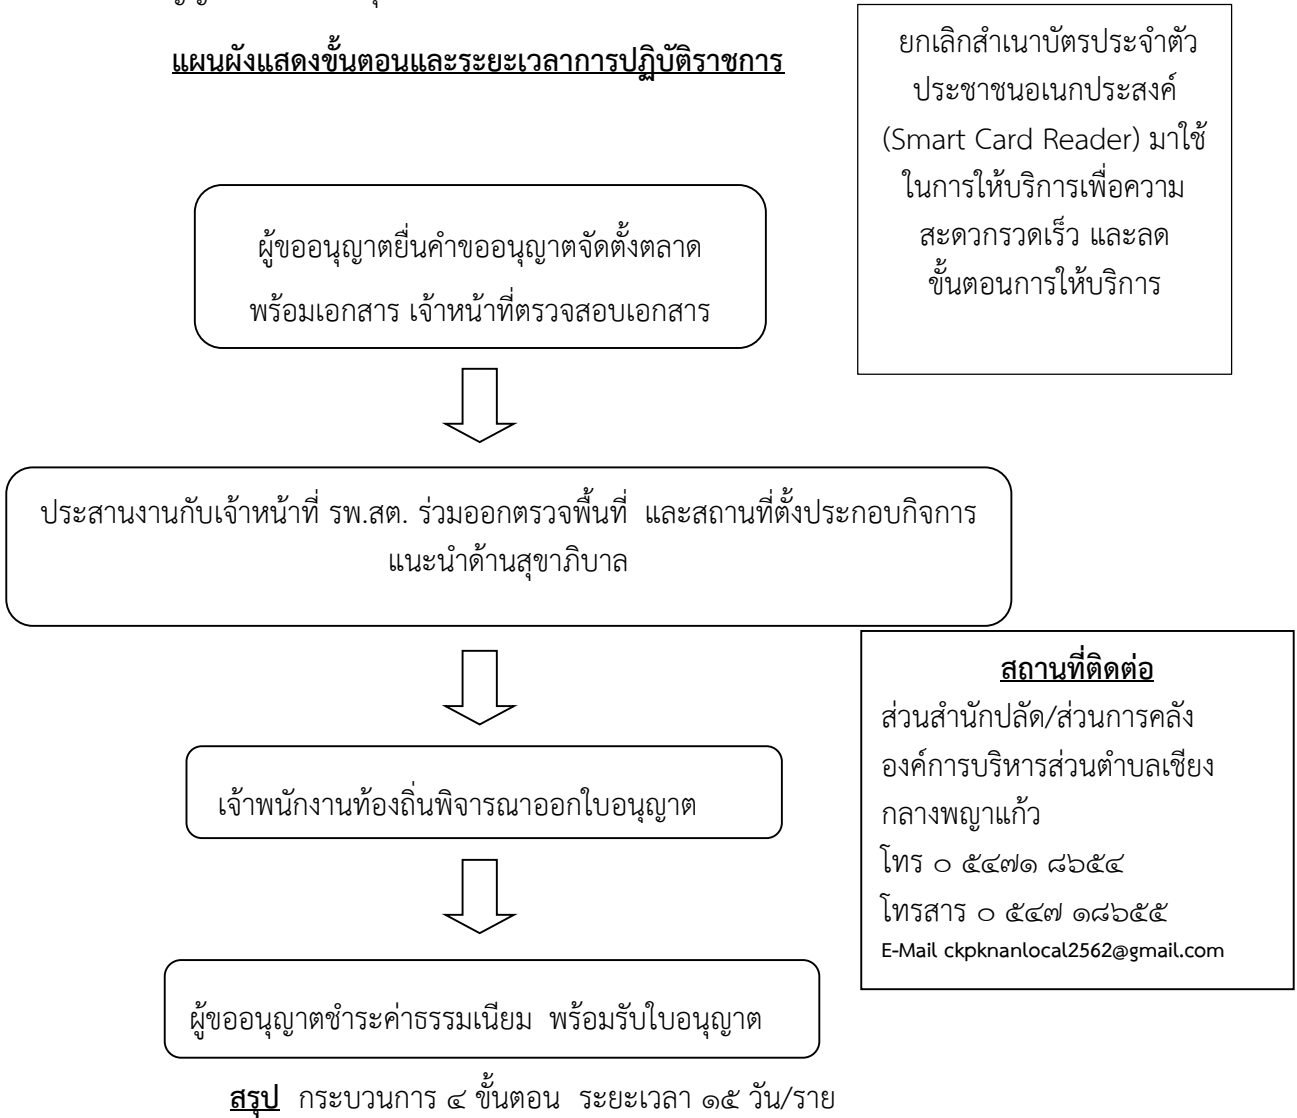 แผนผังแสดงขั้นตอนและระยะเวลาการปฏิบัติราชการ
ยกเลิกสำเนาบัตรประจำตัว
ประชาชนอเนกประสงค์
(Smart Card Reader) มาใช้
ในการให้บริการเพื่อความ
สะดวกรวดเร็ว และลด
ขั้นตอนการให้บริการ
ผู้ขออนุญาตยื่นคำขออนุญาตจัดตั้งตลาด
พร้อมเอกสาร เจ้าหน้าที่ตรวจสอบเอกสาร
ประสานงานกับเจ้าหน้าที่ รพ.สต. ร่วมออกตรวจพื้นที่ และสถานที่ตั้งประกอบกิจการ
แนะนำด้านสุขาภิบาล
สถานที่ติดต่อ
ส่วนสำนักปลัด/ส่วนการคลัง
องค์การบริหารส่วนตำบลเชียง
กลางพญาแก้ว
โทร ๐ ๕๔๗๑ ๘๖๕๔
โทรสาร ๐ ๕๔๗ ๑๘๖๕๕
E-Mail ckpknanlocal2562@gmail.com
เจ้าพนักงานท้องถิ่นพิจารณาออกใบอนุญาต
ผู้ขออนุญาตชำระค่าธรรมเนียม พร้อมรับใบอนุญาต
สรุป กระบวนการ ๔ ขั้นตอน ระยะเวลา ๑๕ วัน/ราย